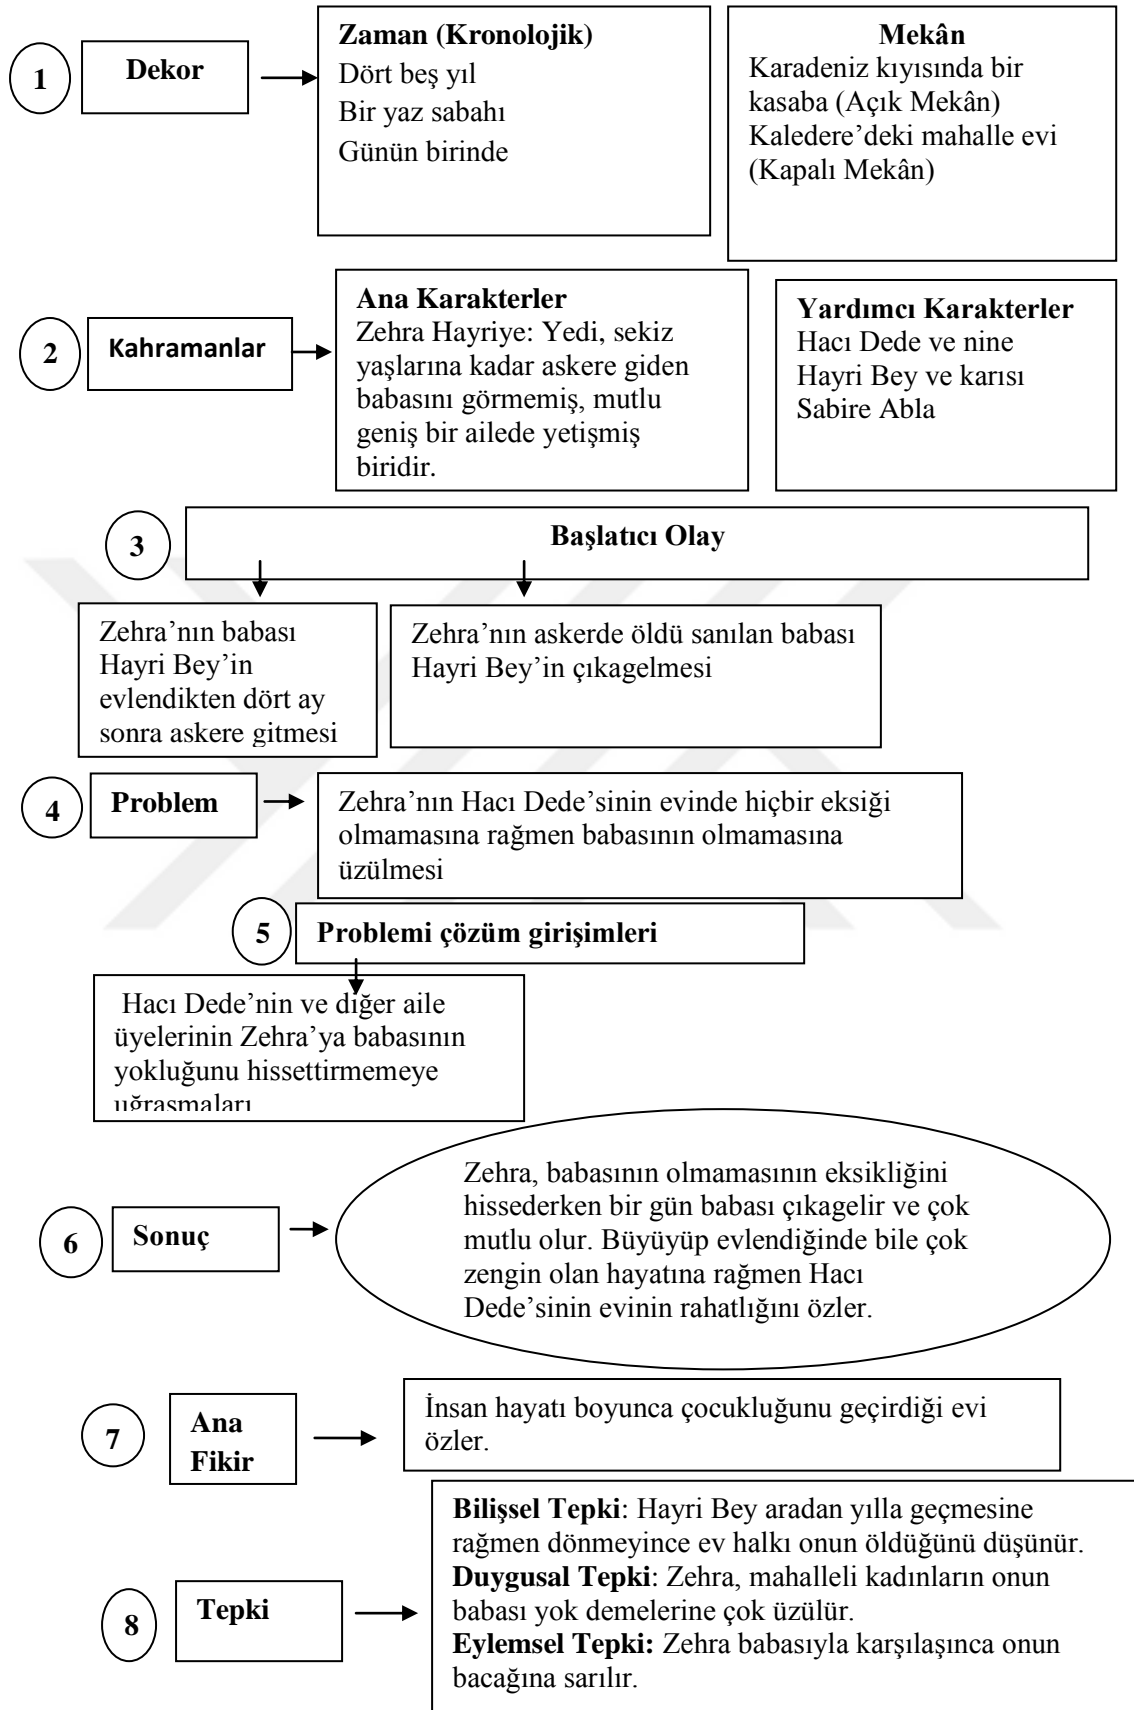 1
Dekor
Zaman (Kronolojik)
Dört beş yıl
Bir yaz sabahı
Günün birinde
Mekân
Karadeniz kıyısında bir
kasaba (Açık Mekân)
Kaledere’deki mahalle evi
(Kapalı Mekân)
2
Kahramanlar
Ana Karakterler
Zehra Hayriye: Yedi, sekiz
yaşlarına kadar askere giden
babasını görmemiş, mutlu
geniş bir ailede yetişmiş
biridir.
Yardımcı Karakterler
Hacı Dede ve nine
Hayri Bey ve karısı
Sabire Abla
3
Başlatıcı Olay
Zehra’nın babası
Hayri Bey’in
evlendikten dört ay
sonra askere gitmesi
Zehra’nın askerde öldü sanılan babası
Hayri Bey’in çıkagelmesi
4
Problem
Zehra’nın Hacı Dede’sinin evinde hiçbir eksiği
olmamasına rağmen babasının olmamasına
üzülmesi
5
Problemi çözüm girişimleri
Hacı Dede’nin ve diğer aile
üyelerinin Zehra’ya babasının
yokluğunu hissettirmemeye
uğraşmaları
6
Sonuç
Zehra, babasının olmamasının eksikliğini
hissederken bir gün babası çıkagelir ve çok
mutlu olur. Büyüyüp evlendiğinde bile çok
zengin olan hayatına rağmen Hacı
Dede’sinin evinin rahatlığını özler.
7
Ana
Fikir
İnsan hayatı boyunca çocukluğunu geçirdiği evi
özler.
8
Tepki
Bilişsel Tepki: Hayri Bey aradan yılla geçmesine
rağmen dönmeyince ev halkı onun öldüğünü düşünür.
Duygusal Tepki: Zehra, mahalleli kadınların onun
babası yok demelerine çok üzülür.
Eylemsel Tepki: Zehra babasıyla karşılaşınca onun
bacağına sarılır.